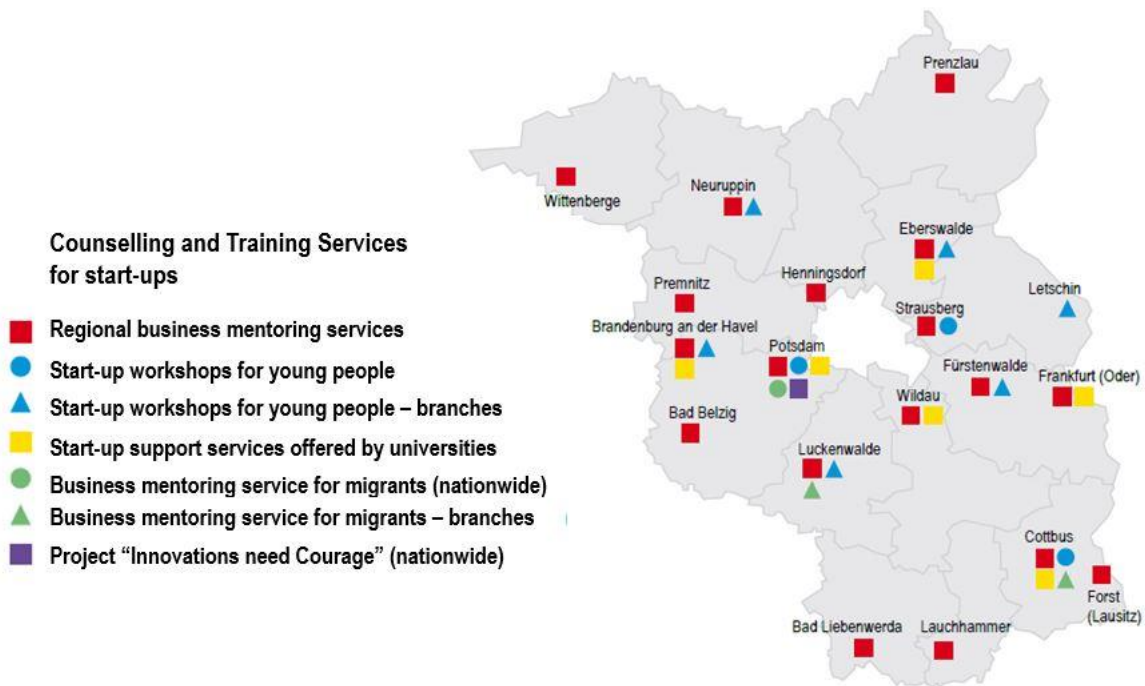 Counselling and Training Services
for start-ups
Regional business mentoring services
Start-up workshops for young people
Start-up workshops for young people – branches
Start-up support services offered by universities
Business mentoring service for migrants (nationwide)
Business mentoring service for migrants – branches
Project “Innovations need Courage” (nationwide)
Prenzlau
Wittenberge
Neuruppin
Eberswalde
Premnitz
Henningsdorf
Letschin
Strausberg
Brandenburg an der Havel
Potsdam
Fürstenwalde
Frankfurt (Oder)
Wildau
Bad Belzig
Luckenwalde
Cottbus
Forst
(Lausitz)
Bad Liebenwerda
Lauchhammer